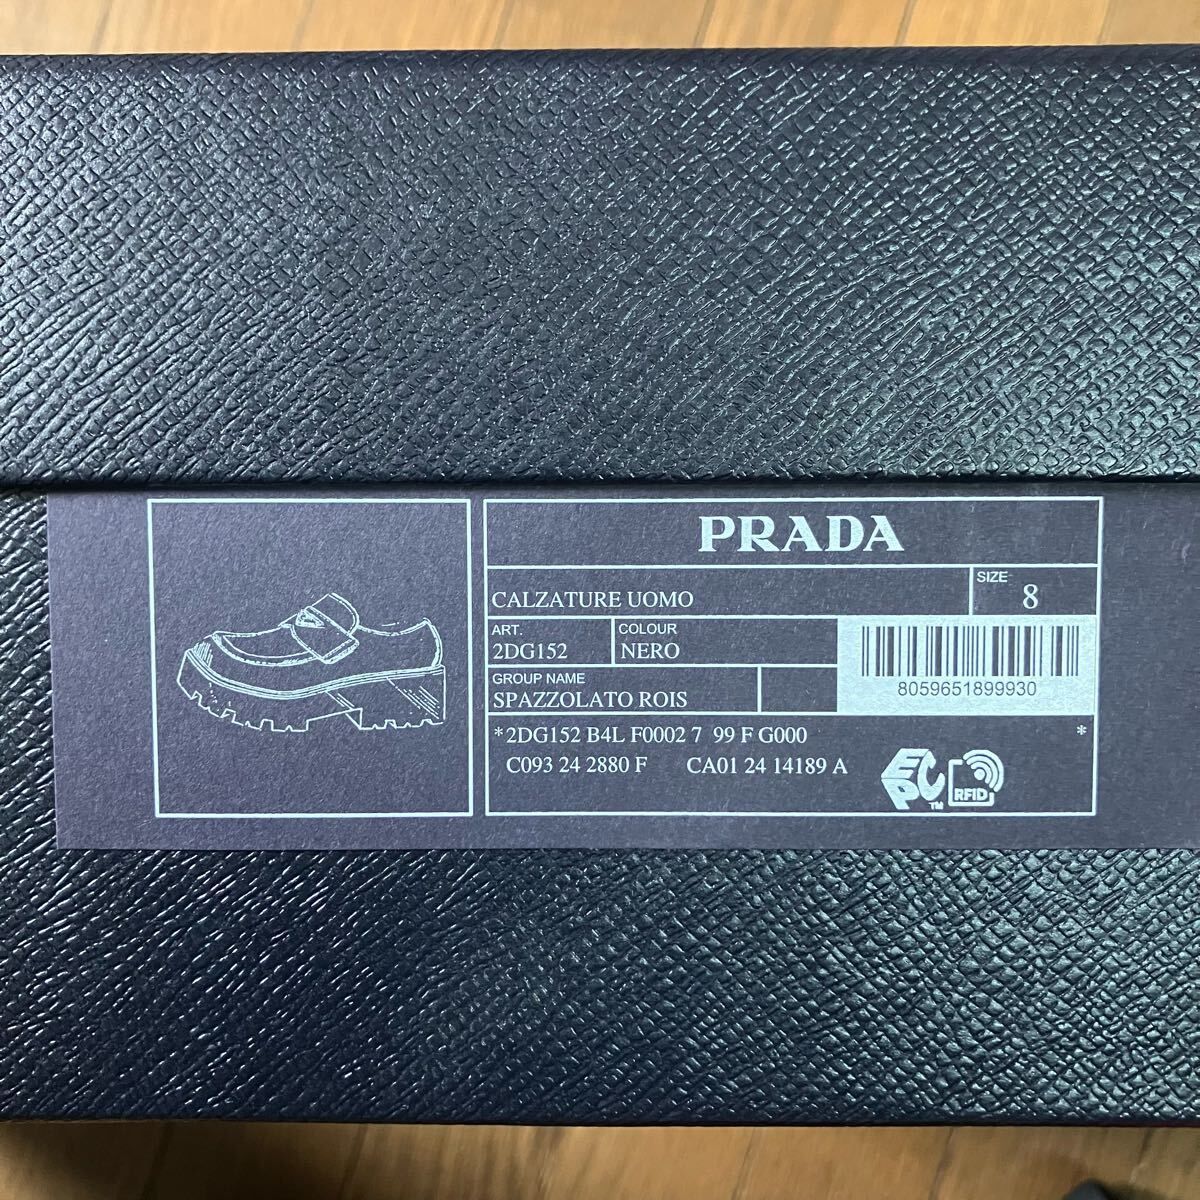 PRADA
CALZATURE UOMO
SIZE
8
ART.
2DG152
COLOUR
NERO
8059651899930
GROUP NAME
SPAZZOLATO ROIS
*2DG152 B4L F0002 7 99 F G000 *
C093 24 2880 F CA01 24 14189 A
EPC TM
RFID